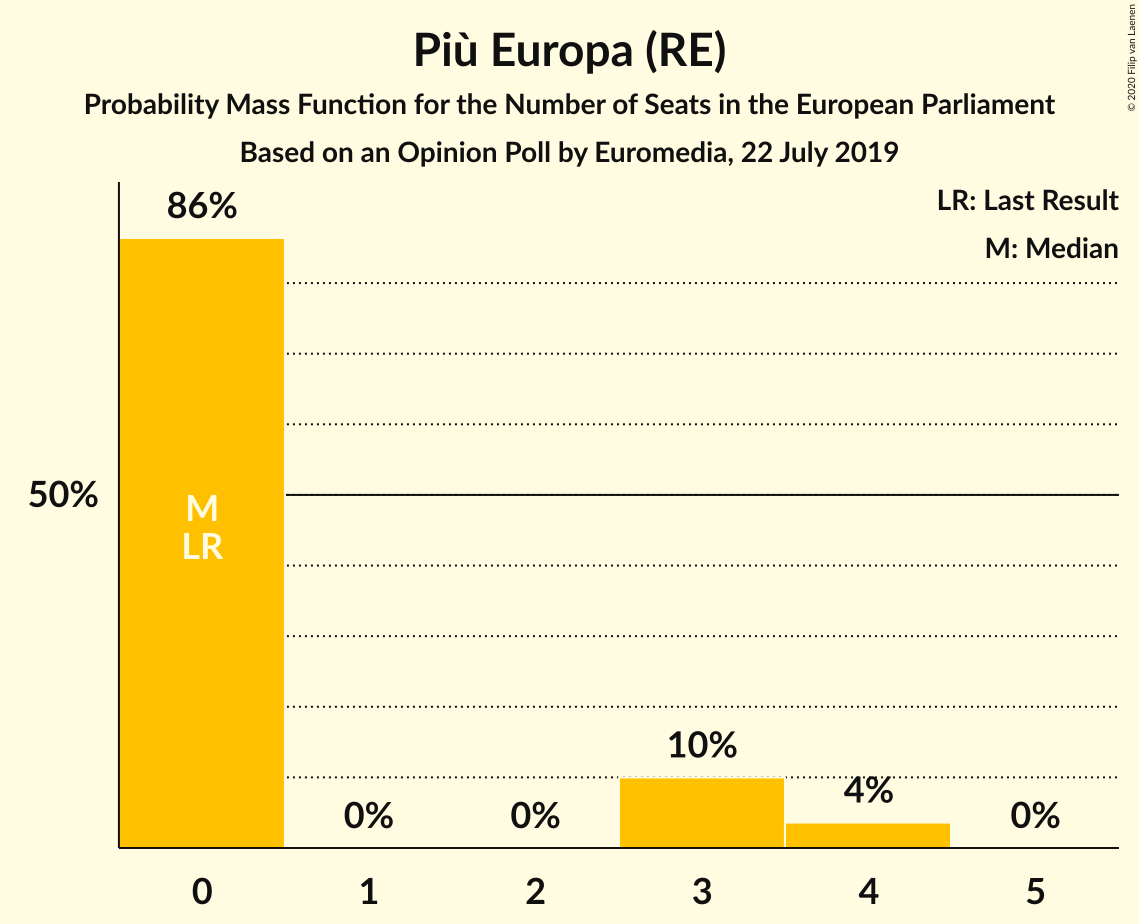 Più Europa (RE)
Probability Mass Function for the Number of Seats in the European Parliament
Based on an Opinion Poll by Euromedia, 22 July 2019
© 2020 Filip van Laenen
LR: Last Result
M: Median
86%
50%
M
LR
10%
4%
0%
0%
0%
0
1
2
3
4
5